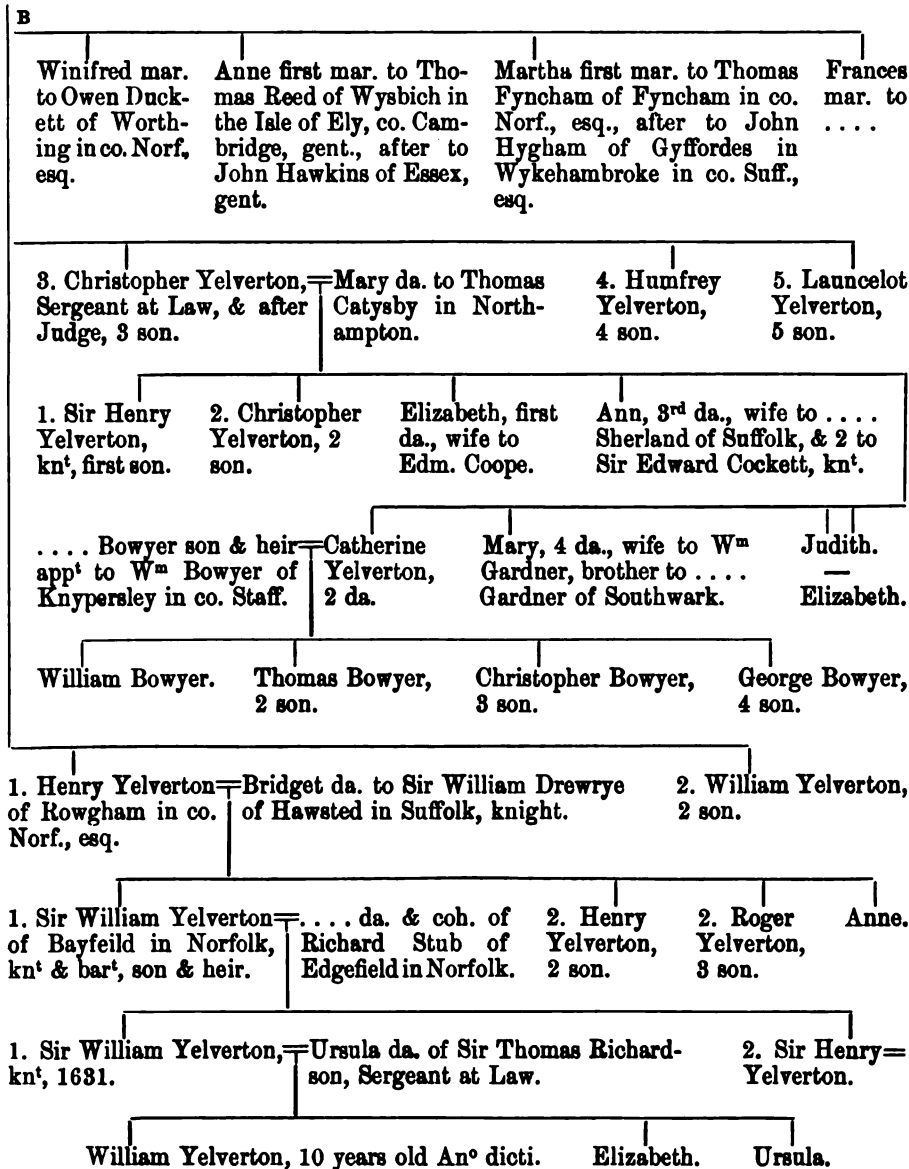 B
Winifred mar.
to Owen Duck-
ett of Worth-
ing in co. Norf,
esq.
Anne first mar. to Tho-
mas Reed of Wysbich in
the Isle of Ely, co. Cam-
bridge, gent., after to
John Hawkins of Essex,
gent.
Martha first mar. to Thomas
Fyncham of Fyncham in co.
Norf., esq., after to John
Hygham of Gyffordes in
Wykehambroke in co. Suff.,
esq.
Frances
mar. to
. . . .
3. Christopher Yelverton,
Sergeant at Law, & after
Judge, 3 son.
Mary da. to Thomas
Catysby in North-
ampton.
4. Humfrey
Yelverton,
4 son.
5. Launcelot
Yelverton,
5 son.
1. Sir Henry
Yelverton,
knᵗ, first son.
2. Christopher
Yelverton, 2
son.
Elizabeth, first
da., wife to
Edm. Coope.
Ann, 3ʳᵈ da., wife to . . . .
Sherland of Suffolk, & 2 to
Sir Edward Cockett, knᵗ.
. . . . Bowyer son & heir
appᵗ to Wᵐ Bowyer of
Knypersley in co. Staff.
Catherine
Yelverton,
2 da.
Mary, 4 da., wife to Wᵐ
Gardner, brother to . . . .
Gardner of Southwark.
Judith.
—
Elizabeth.
William Bowyer.
Thomas Bowyer,
2 son.
Christopher Bowyer,
3 son.
George Bowyer,
4 son.
1. Henry Yelverton
of Rowgham in co.
Norf., esq.
Bridget da. to Sir William Drewrye
of Hawsted in Suffolk, knight.
2. William Yelverton,
2 son.
1. Sir William Yelverton
of Bayfeild in Norfolk,
knᵗ & barᵗ, son & heir.
. . . . da. & coh. of
Richard Stub of
Edgefield in Norfolk.
2. Henry
Yelverton,
2 son.
2. Roger
Yelverton,
3 son.
Anne.
1. Sir William Yelverton,
knᵗ, 1631.
Ursula da. of Sir Thomas Richard-
son, Sergeant at Law.
2. Sir Henry=
Yelverton.
William Yelverton, 10 years old Anº dicti.
Elizabeth.
Ursula.